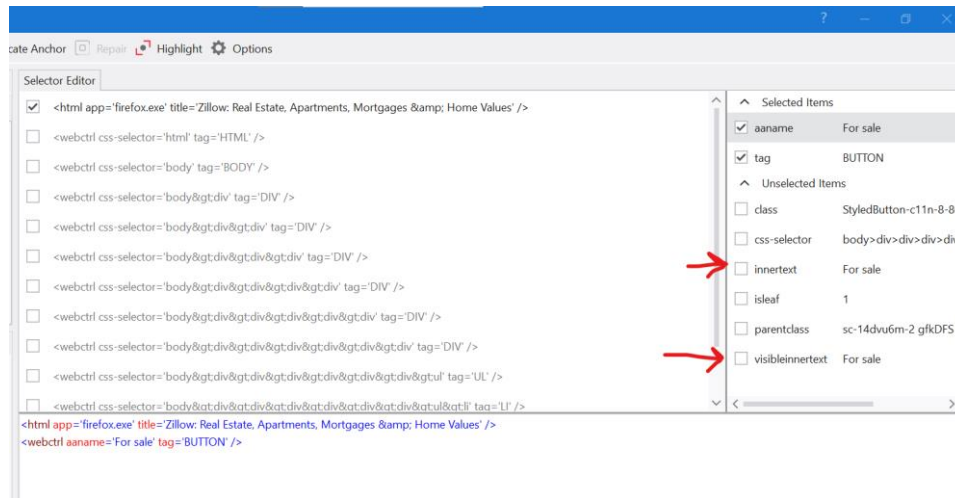 ?
cate Anchor Repair Highlight Options
Selector Editor
<html app='firefox.exe' title='Zillow: Real Estate, Apartments, Mortgages &amp; Home Values' />
<webctrl css-selector='html' tag='HTML' />
<webctrl css-selector='body' tag='BODY' />
<webctrl css-selector='body&gt;div' tag='DIV' />
<webctrl css-selector='body&gt;div&gt;div' tag='DIV' />
<webctrl css-selector='body&gt;div&gt;div&gt;div' tag='DIV' />
<webctrl css-selector='body&gt;div&gt;div&gt;div&gt;div' tag='DIV' />
<webctrl css-selector='body&gt;div&gt;div&gt;div&gt;div&gt;div' tag='DIV' />
<webctrl css-selector='body&gt;div&gt;div&gt;div&gt;div&gt;div&gt;div' tag='DIV' />
<webctrl css-selector='body&gt;div&gt;div&gt;div&gt;div&gt;div&gt;div&gt;ul' tag='UL' />
<webctrl css-selector='body&gt;div&gt;div&gt;div&gt;div&gt;div&gt;div&gt;ul&gt;li' tag='LI' />
Selected Items
aaname For sale
tag BUTTON
Unselected Items
class StyledButton-c11n-8-8
css-selector body>div>div>div>div
innertext For sale
isleaf 1
parentclass sc-14dvu6m-2 gfkDFS
visibleinnertext For sale
<html app='firefox.exe' title='Zillow: Real Estate, Apartments, Mortgages &amp; Home Values' />
<webctrl aaname='For sale' tag='BUTTON' />